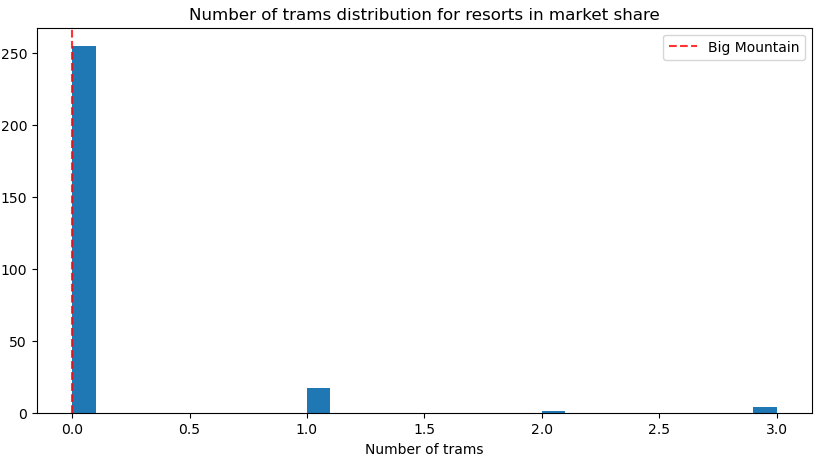 Number of trams distribution for resorts in market share
Big Mountain
250
200
150
100
50
0
0.0 0.5 1.0 1.5 2.0 2.5 3.0
Number of trams